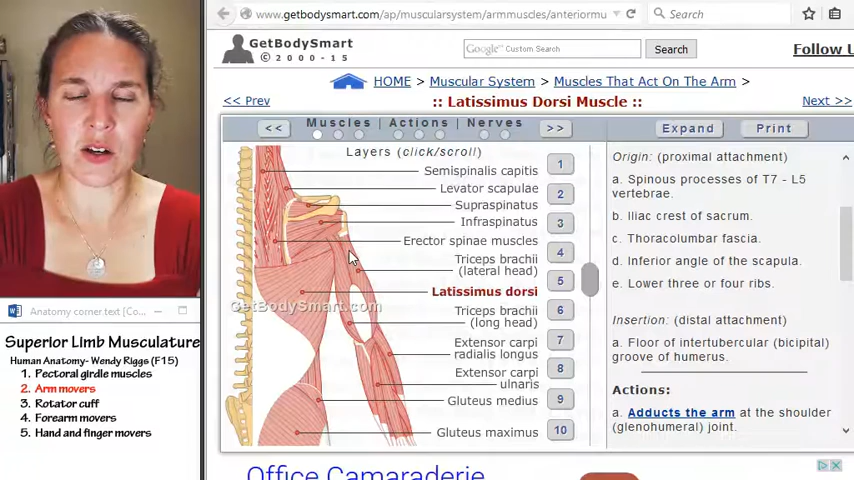 www.getbodysmart.com/ap/muscularsystem/armmuscles/anteriormu
Search
GetBodySmart
© 2000-15
Google™ Custom Search
Search
Follow U
HOME > Muscular System > Muscles That Act On The Arm >
<< Prev
:: Latissimus Dorsi Muscle ::
Next >>
<<
Muscles | Actions | Nerves
>>
Expand
Print
Layers (click/scroll)
Semispinalis capitis
Levator scapulae
Supraspinatus
Infraspinatus
Erector spinae muscles
Triceps brachii
(lateral head)
Latissimus dorsi
Triceps brachii
(long head)
Extensor carpi
radialis longus
Extensor carpi
ulnaris
Gluteus medius
Gluteus maximus
1
2
3
4
5
6
7
8
9
10
GetBodySmart.com
Origin: (proximal attachment)
a. Spinous processes of T7 - L5
vertebrae.
b. Iliac crest of sacrum.
c. Thoracolumbar fascia.
d. Inferior angle of the scapula.
e. Lower three or four ribs.
Insertion: (distal attachment)
a. Floor of intertubercular (bicipital)
groove of humerus.
Actions:
a. Adducts the arm at the shoulder
(glenohumeral) joint.
Anatomy corner text [Co...
Superior Limb Musculature
Human Anatomy- Wendy Riggs (F15)
1. Pectoral girdle muscles
2. Arm movers
3. Rotator cuff
4. Forearm movers
5. Hand and finger movers
Office Camaraderie